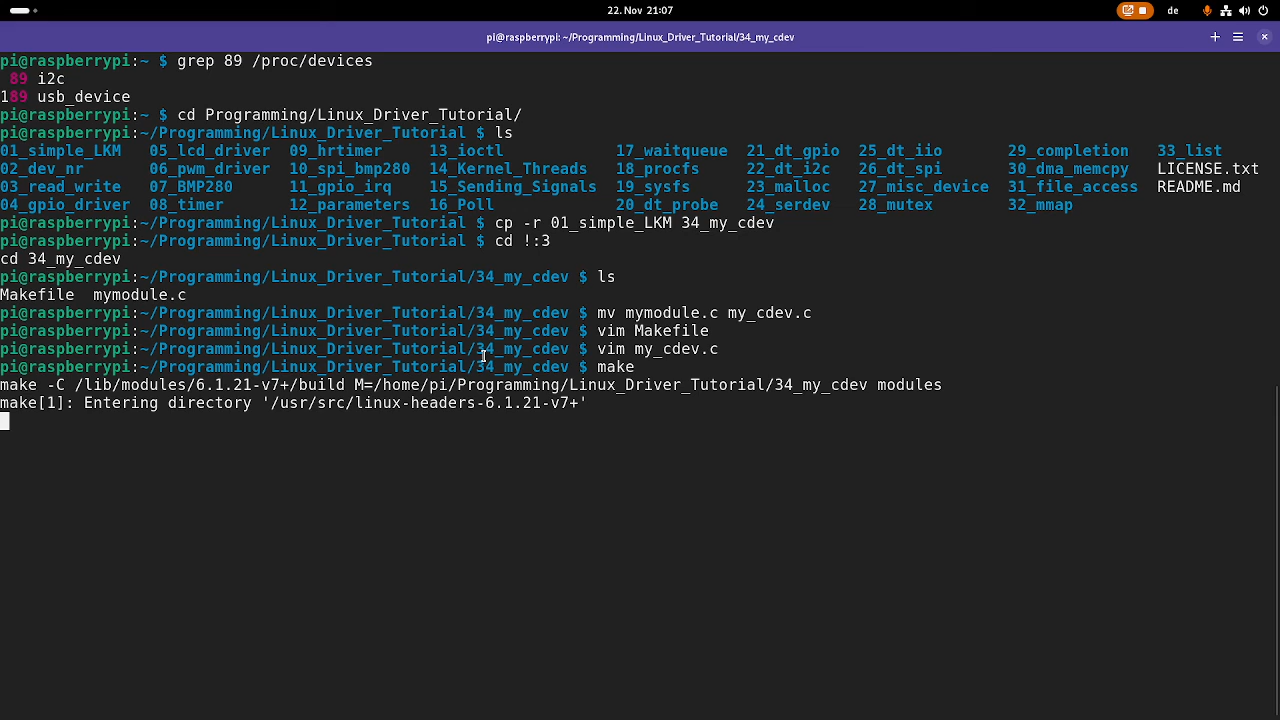 22. Nov 21:07
de
pi@raspberrypi: ~/Programming/Linux_Driver_Tutorial/34_my_cdev
pi@raspberrypi:~ $ grep 89 /proc/devices
 89 i2c
189 usb_device
pi@raspberrypi:~ $ cd Programming/Linux_Driver_Tutorial/
pi@raspberrypi:~/Programming/Linux_Driver_Tutorial $ ls
01_simple_LKM   05_lcd_driver  09_hrtimer     13_ioctl           17_waitqueue  21_dt_gpio  25_dt_iio       29_completion   33_list
02_dev_nr       06_pwm_driver  10_spi_bmp280  14_Kernel_Threads  18_procfs     22_dt_i2c   26_dt_spi       30_dma_memcpy   LICENSE.txt
03_read_write   07_BMP280      11_gpio_irq    15_Sending_Signals  19_sysfs      23_malloc   27_misc_device  31_file_access  README.md
04_gpio_driver  08_timer       12_parameters  16_Poll            20_dt_probe   24_serdev   28_mutex        32_mmap
pi@raspberrypi:~/Programming/Linux_Driver_Tutorial $ cp -r 01_simple_LKM 34_my_cdev
pi@raspberrypi:~/Programming/Linux_Driver_Tutorial $ cd !:3
cd 34_my_cdev
pi@raspberrypi:~/Programming/Linux_Driver_Tutorial/34_my_cdev $ ls
Makefile  mymodule.c
pi@raspberrypi:~/Programming/Linux_Driver_Tutorial/34_my_cdev $ mv mymodule.c my_cdev.c
pi@raspberrypi:~/Programming/Linux_Driver_Tutorial/34_my_cdev $ vim Makefile
pi@raspberrypi:~/Programming/Linux_Driver_Tutorial/34_my_cdev $ vim my_cdev.c
pi@raspberrypi:~/Programming/Linux_Driver_Tutorial/34_my_cdev $ make
make -C /lib/modules/6.1.21-v7+/build M=/home/pi/Programming/Linux_Driver_Tutorial/34_my_cdev modules
make[1]: Entering directory '/usr/src/linux-headers-6.1.21-v7+'